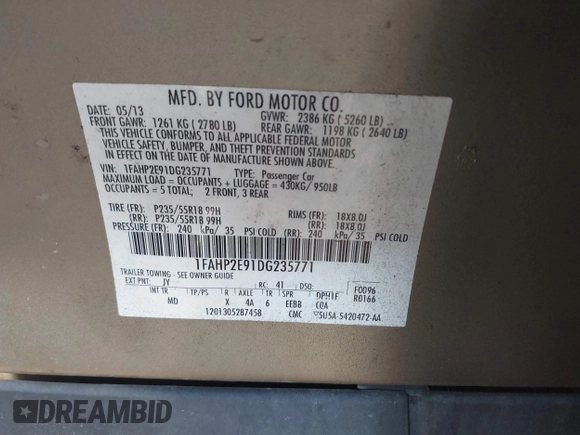 MFD. BY FORD MOTOR CO.
DATE: 05/13 GVWR: 2386 KG ( 5260 LB)
FRONT GAWR: 1261 KG ( 2780 LB) REAR GAWR: 1198 KG ( 2640 LB)
THIS VEHICLE CONFORMS TO ALL APPLICABLE FEDERAL MOTOR
VEHICLE SAFETY, BUMPER, AND THEFT PREVENTION STANDARDS
IN EFFECT ON THE DATE OF MANUFACTURE SHOWN ABOVE.
VIN: 1FAHP2E91DG235771 TYPE: Passenger Car
MAXIMUM LOAD = OCCUPANTS + LUGGAGE = 430KG/ 950LB
OCCUPANTS = 5 TOTAL; 2 FRONT, 3 REAR
TIRE (FR): P235/55R18 99H RIMS (FR): 18X8.0J
(RR): P235/55R18 99H (RR): 18X8.0J
PRESSURE (FR): 240 kPa/ 35 PSI COLD (RR): 240 kPa/ 35 PSI COLD
1FAHP2E91DG235771
TRAILER TOWING - SEE OWNER GUIDE
EXT PNT: JV RC: 41 DSO: F0096
INT TR TP/PS R AXLE TR SPR DPH1F R0166
MD X 4A 6 EEBB COA
1201305287458 CMC 5U5A-5420472-AA
DREAMBID